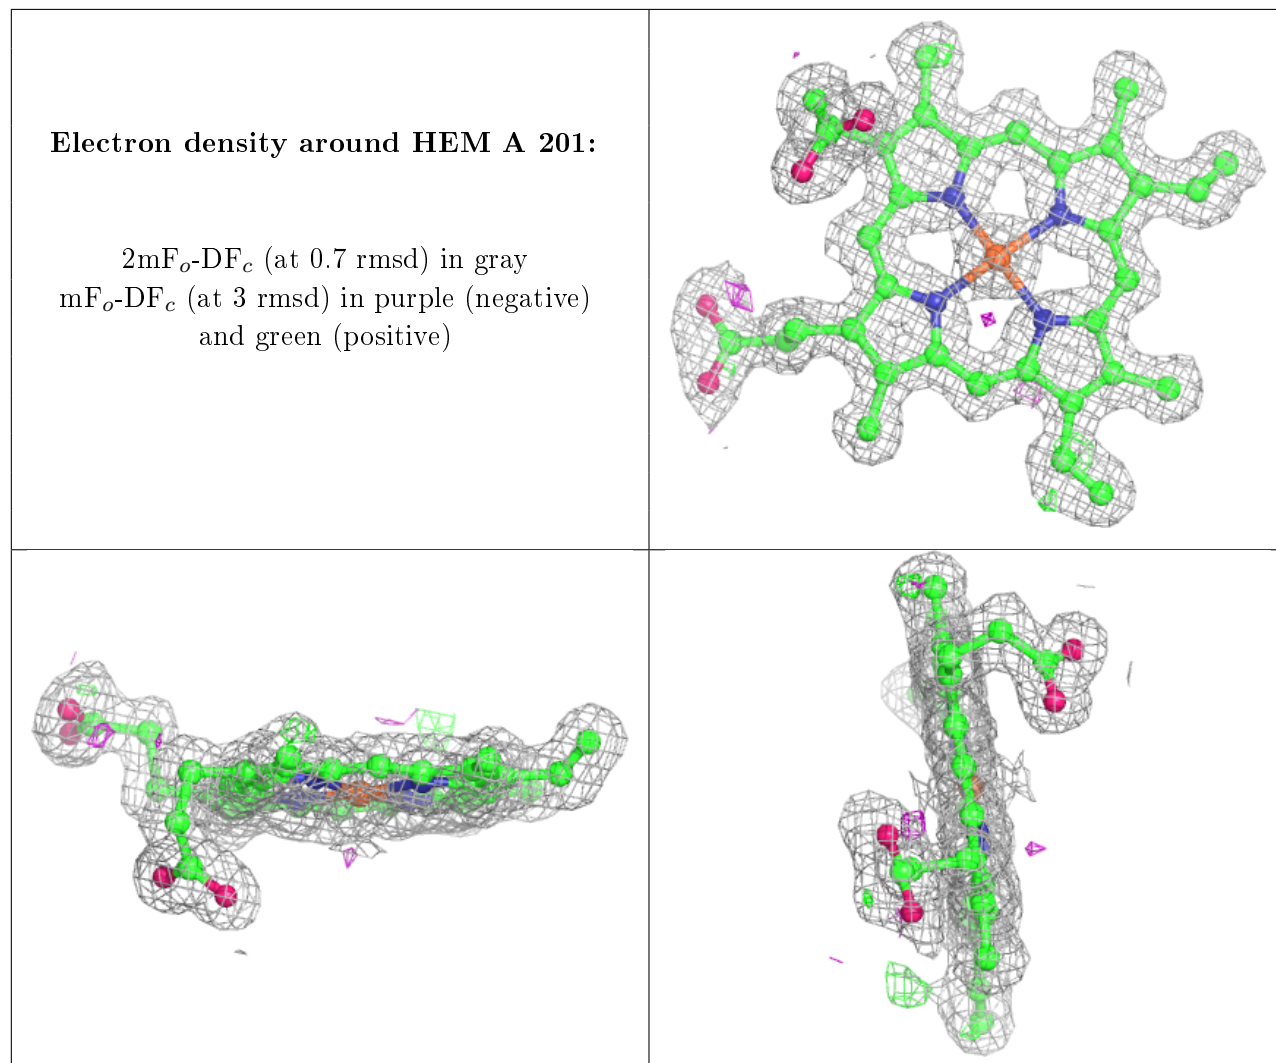 Electron density around HEM A 201:
2mFo-DFc (at 0.7 rmsd) in gray
mFo-DFc (at 3 rmsd) in purple (negative)
and green (positive)